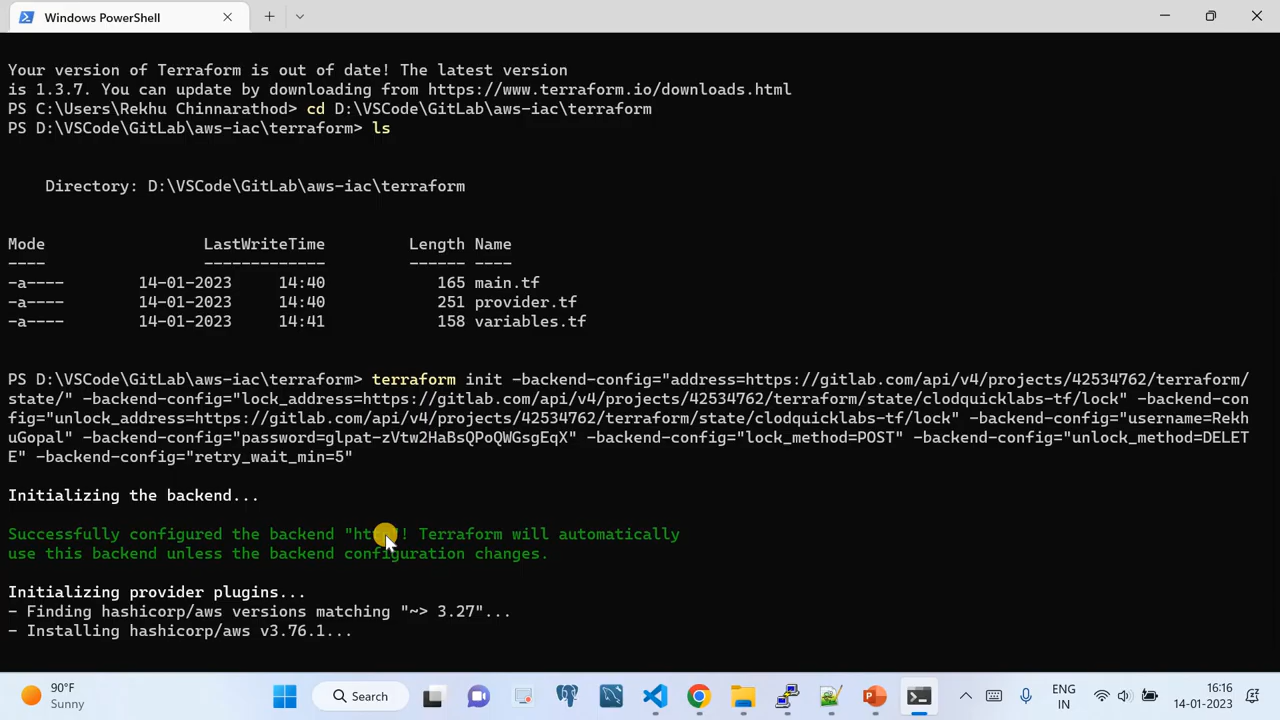 Windows PowerShell
Your version of Terraform is out of date! The latest version
is 1.3.7. You can update by downloading from https://www.terraform.io/downloads.html
PS C:\Users\Rekhu Chinnarathod> cd D:\VSCode\GitLab\aws-iac\terraform
PS D:\VSCode\GitLab\aws-iac\terraform> ls
Directory: D:\VSCode\GitLab\aws-iac\terraform
Mode LastWriteTime Length Name
---- ------------- ------ ----
-a---- 14-01-2023 14:40 165 main.tf
-a---- 14-01-2023 14:40 251 provider.tf
-a---- 14-01-2023 14:41 158 variables.tf
PS D:\VSCode\GitLab\aws-iac\terraform> terraform init -backend-config="address=https://gitlab.com/api/v4/projects/42534762/terraform/
state/" -backend-config="lock_address=https://gitlab.com/api/v4/projects/42534762/terraform/state/clodquicklabs-tf/lock" -backend-con
fig="unlock_address=https://gitlab.com/api/v4/projects/42534762/terraform/state/clodquicklabs-tf/lock" -backend-config="username=Rekh
uGopal" -backend-config="password=glpat-zVtw2HaBsQPoQWGsgEqX" -backend-config="lock_method=POST" -backend-config="unlock_method=DELET
E" -backend-config="retry_wait_min=5"
Initializing the backend...
Successfully configured the backend ! Terraform will automatically
use this backend unless the backend configuration changes.
Initializing provider plugins...
- Finding hashicorp/aws versions matching "~> 3.27"...
- Installing hashicorp/aws v3.76.1...
90°F
Sunny
Search
ENG
IN
16:16
14-01-2023